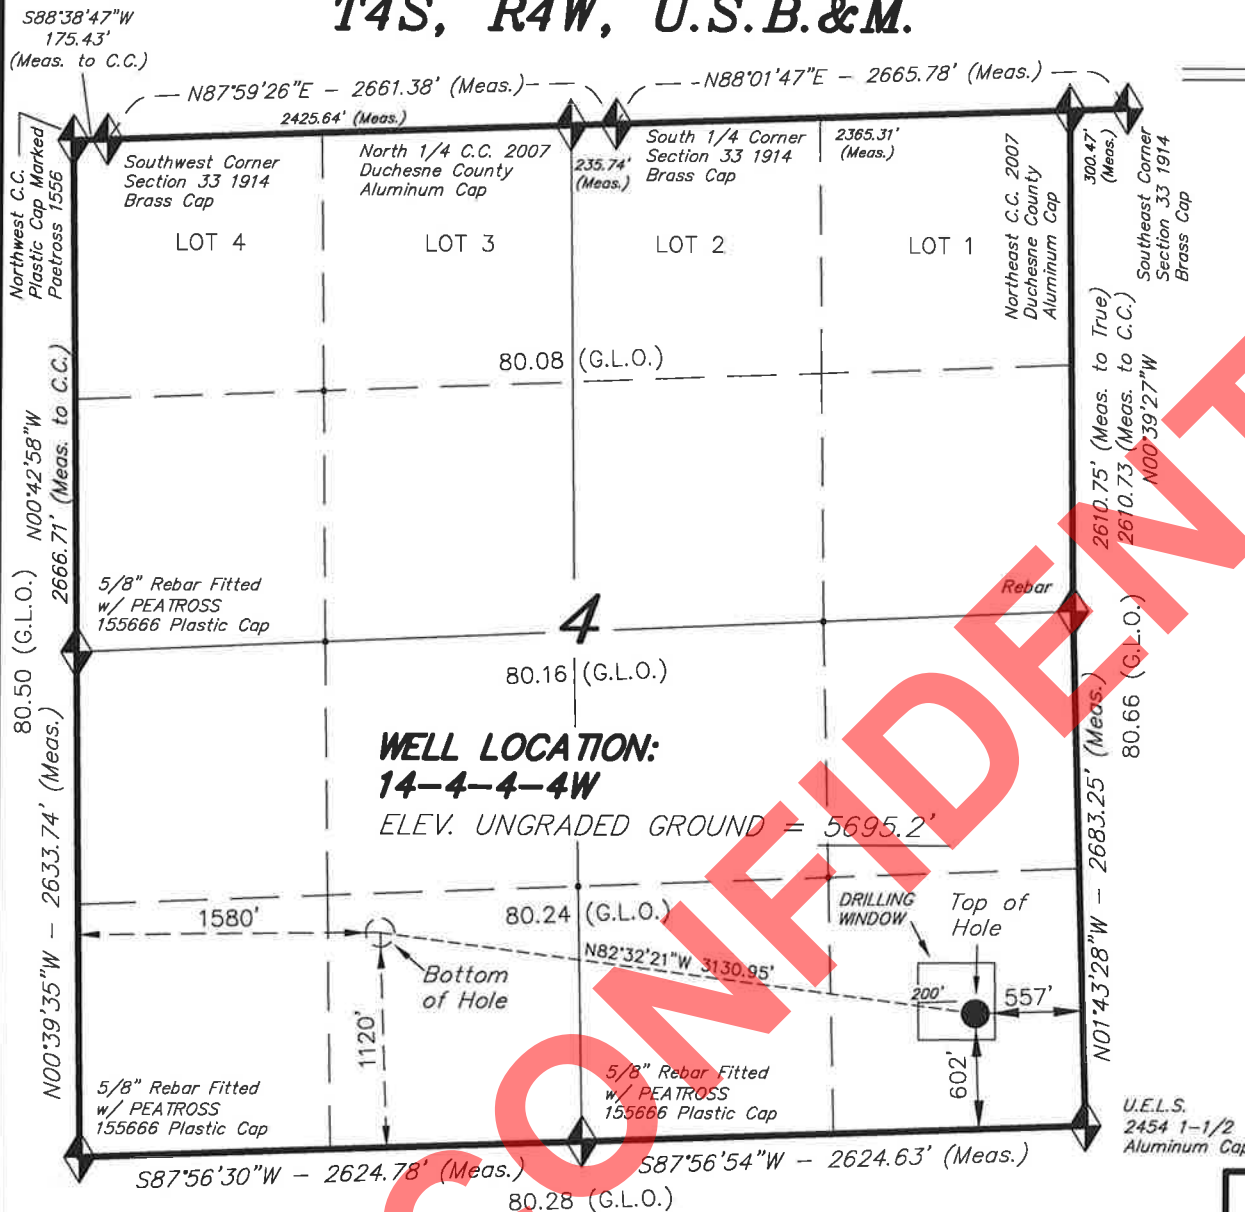 T4S, R4W, U.S.B.&M.
S88°38'47"W
175.43'
(Meas. to C.C.)
N87°59'26"E - 2661.38' (Meas.)
N88°01'47"E - 2665.78' (Meas.)
2425.64' (Meas.)
Northwest C.C.
Plastic Cap Marked
Paetross 1556
Southwest Corner
Section 33 1914
Brass Cap
North 1/4 C.C. 2007
Duchesne County
Aluminum Cap
235.74'
(Meas.)
South 1/4 Corner
Section 33 1914
Brass Cap
2365.31'
(Meas.)
Northeast C.C. 2007
Duchesne County
Aluminum Cap
300.47'
(Meas.)
Southeast Corner
Section 33 1914
Brass Cap
LOT 4
LOT 3
LOT 2
LOT 1
80.08 (G.L.O.)
N00°42'58"W
2666.71' (Meas. to C.C.)
80.50 (G.L.O.)
2610.75' (Meas. to True)
2610.73 (Meas. to C.C.)
N00°39'27"W
5/8" Rebar Fitted
w/ PEATROSS
155666 Plastic Cap
Rebar
4
80.16 (G.L.O.)
80.66 (G.L.O.)
WELL LOCATION:
14-4-4-4W
ELEV. UNGRADED GROUND = 5695.2'
N00°39'35"W - 2633.74' (Meas.)
N01°43'28"W - 2683.25' (Meas.)
1580'
80.24 (G.L.O.)
DRILLING
WINDOW
Top of
Hole
N82°32'21"W 3130.95'
Bottom
of Hole
200'
557'
1120'
602'
5/8" Rebar Fitted
w/ PEATROSS
155666 Plastic Cap
5/8" Rebar Fitted
w/ PEATROSS
155666 Plastic Cap
U.E.L.S.
2454 1-1/2
Aluminum Cap
S87°56'30"W - 2624.78' (Meas.)
S87°56'54"W - 2624.63' (Meas.)
80.28 (G.L.O.)
CONFIDENT